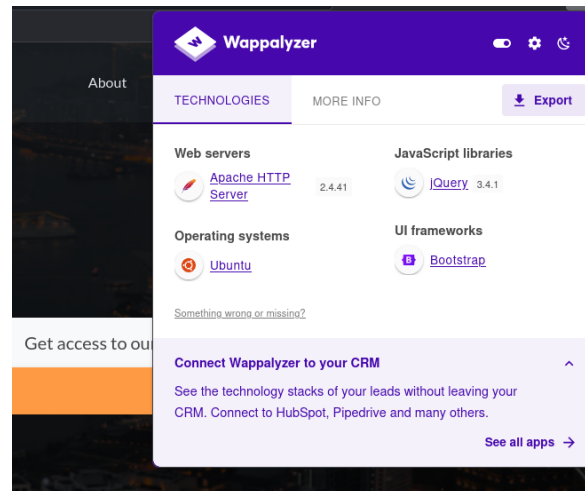 Wappalyzer
About
TECHNOLOGIES
MORE INFO
Export
Web servers
Apache HTTP
Server
2.4.41
JavaScript libraries
jQuery 3.4.1
Operating systems
Ubuntu
UI frameworks
Bootstrap
Something wrong or missing?
Get access to ou
Connect Wappalyzer to your CRM
See the technology stacks of your leads without leaving your
CRM. Connect to HubSpot, Pipedrive and many others.
See all apps